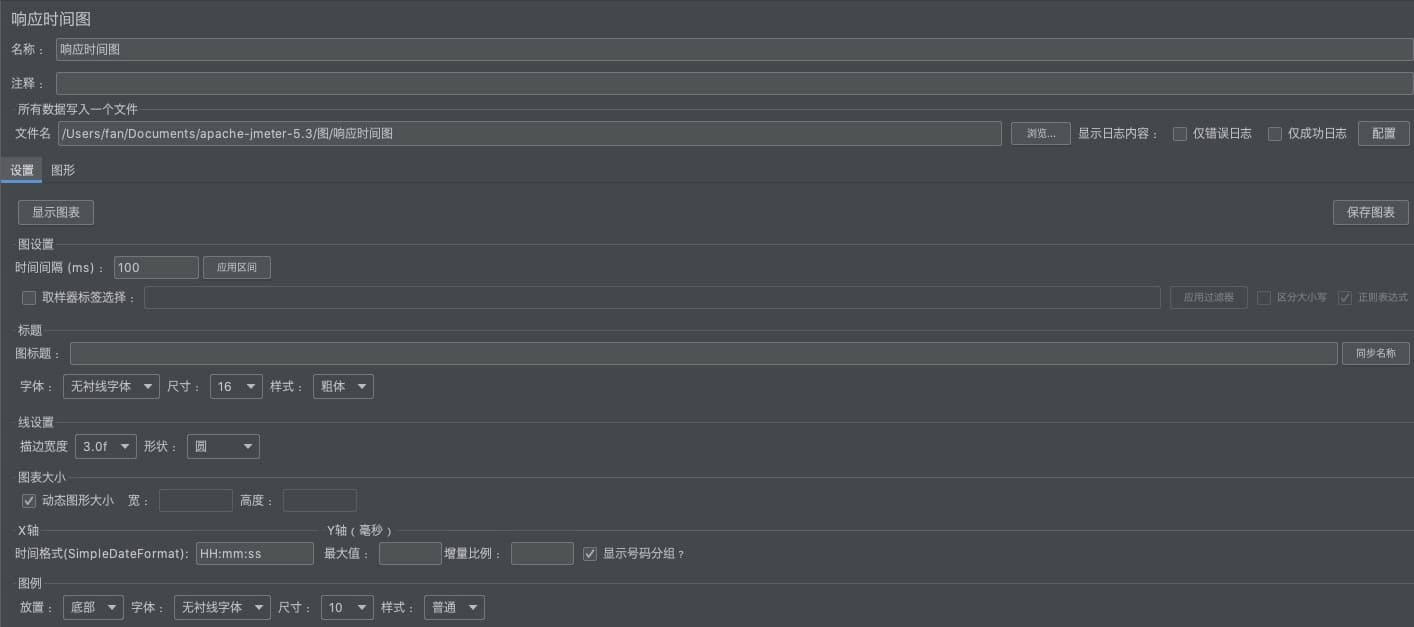 响应时间图
名称： 响应时间图
注释：
所有数据写入一个文件
文件名 /Users/fan/Documents/apache-jmeter-5.3/图/响应时间图 浏览... 显示日志内容： 仅错误日志 仅成功日志 配置
设置 图形
显示图表 保存图表
图设置
时间间隔 (ms)： 100 应用区间
取样器标签选择： 应用过滤器 区分大小写 正则表达式
标题
图标题： 同步名称
字体： 无衬线字体 尺寸： 16 样式： 粗体
线设置
描边宽度 3.0f 形状： 圆
图表大小
动态图形大小 宽： 高度：
X轴 Y轴（毫秒）
时间格式(SimpleDateFormat): HH:mm:ss 最大值： 增量比例： 显示号码分组？
图例
放置： 底部 字体： 无衬线字体 尺寸： 10 样式： 普通